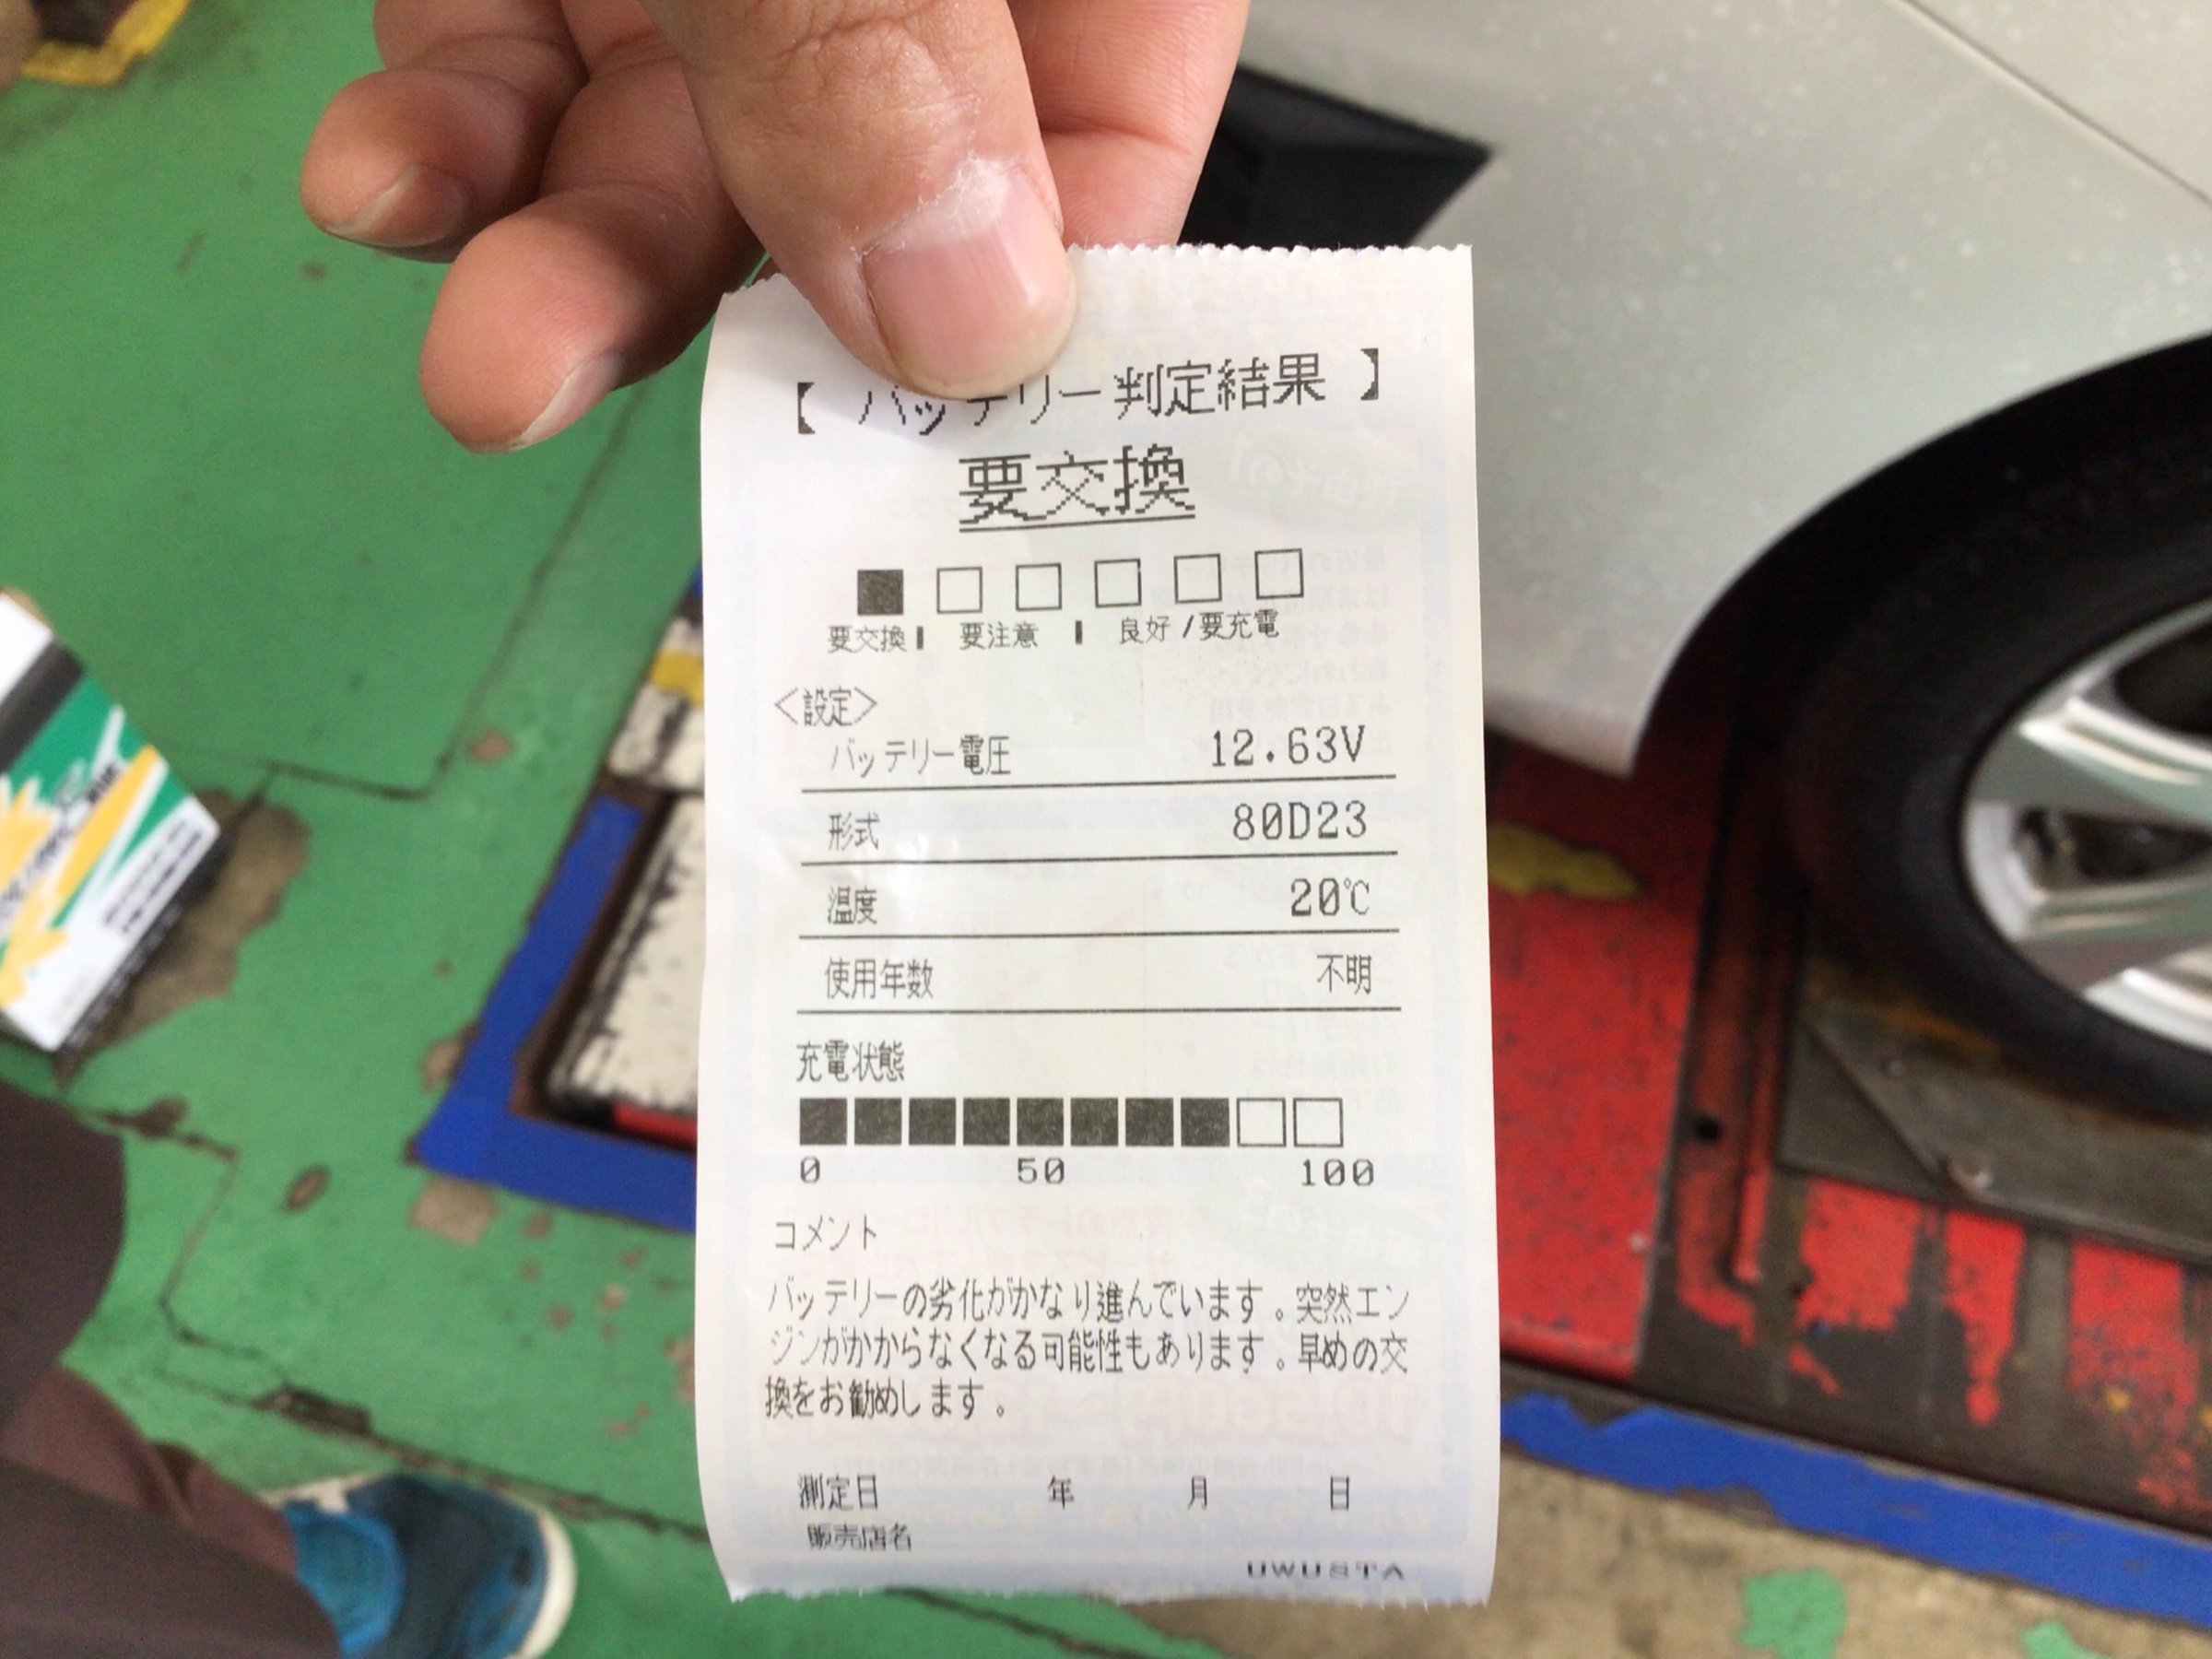 【 バッテリー判定結果 】
要交換
要交換 | 要注意 | 良好 /要充電
<設定>
バッテリー電圧 12.63V
形式 80D23
温度 20℃
使用年数 不明
充電状態
0 50 100
コメント
バッテリーの劣化がかなり進んでいます。突然エン
ジンがかからなくなる可能性もあります。早めの交
換をお勧めします。
測定日 年 月 日
販売店名
UWUSTA